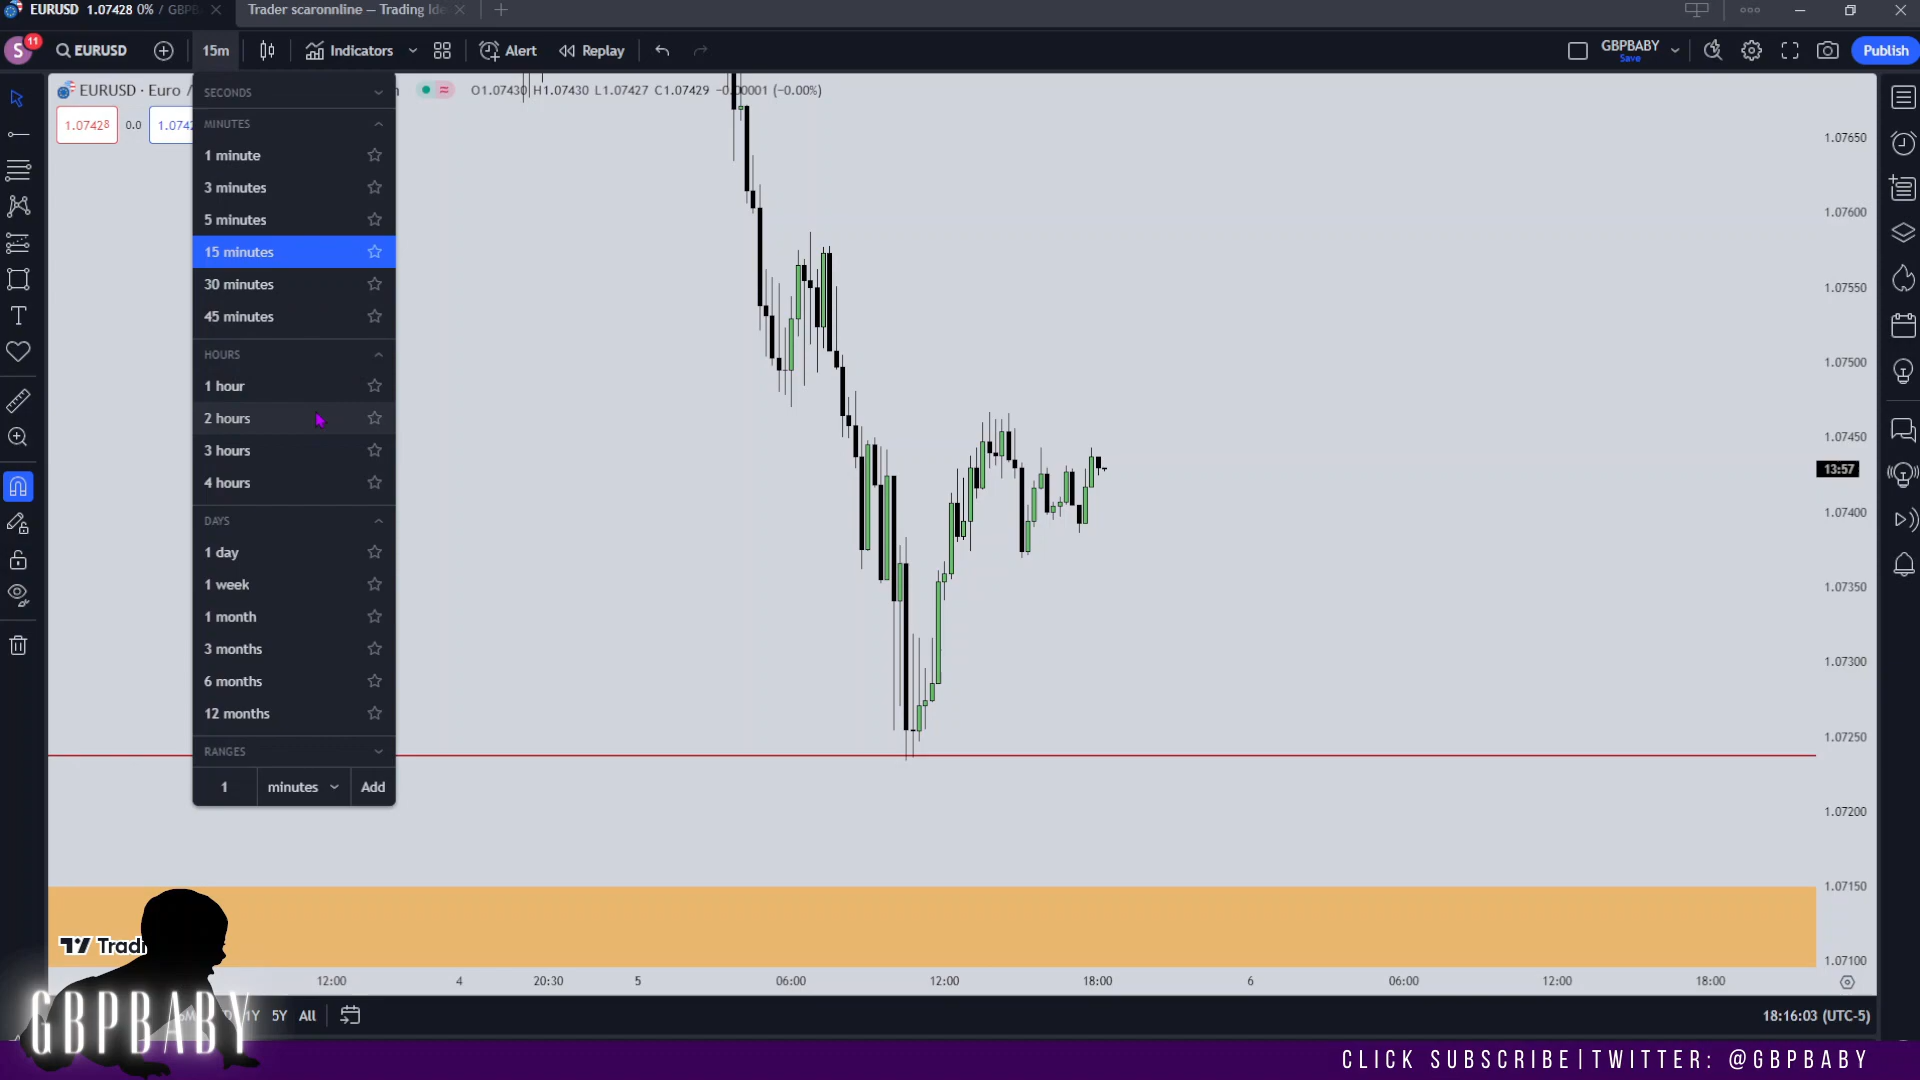 EURUSD 1.07428 0% / GBPB
Trader scaronnline — Trading Ide
S 11
EURUSD
15m
Indicators
Alert
Replay
GBPBABY
Save
Publish
EURUSD · Euro /
O1.07430 H1.07430 L1.07427 C1.07429 −0.00001 (−0.00%)
1.07428
0.0
1.0742
SECONDS
MINUTES
1 minute
3 minutes
5 minutes
15 minutes
30 minutes
45 minutes
HOURS
1 hour
2 hours
3 hours
4 hours
DAYS
1 day
1 week
1 month
3 months
6 months
12 months
RANGES
1 minutes Add
1.07650
1.07600
1.07550
1.07500
1.07450
13:57
1.07400
1.07350
1.07300
1.07250
1.07200
1.07150
1.07100
Tradi
12:00 4 20:30 5 06:00 12:00 18:00 6 06:00 12:00 18:00
1Y 5Y All
18:16:03 (UTC-5)
GBPBABY
CLICK SUBSCRIBE|TWITTER: @GBPBABY